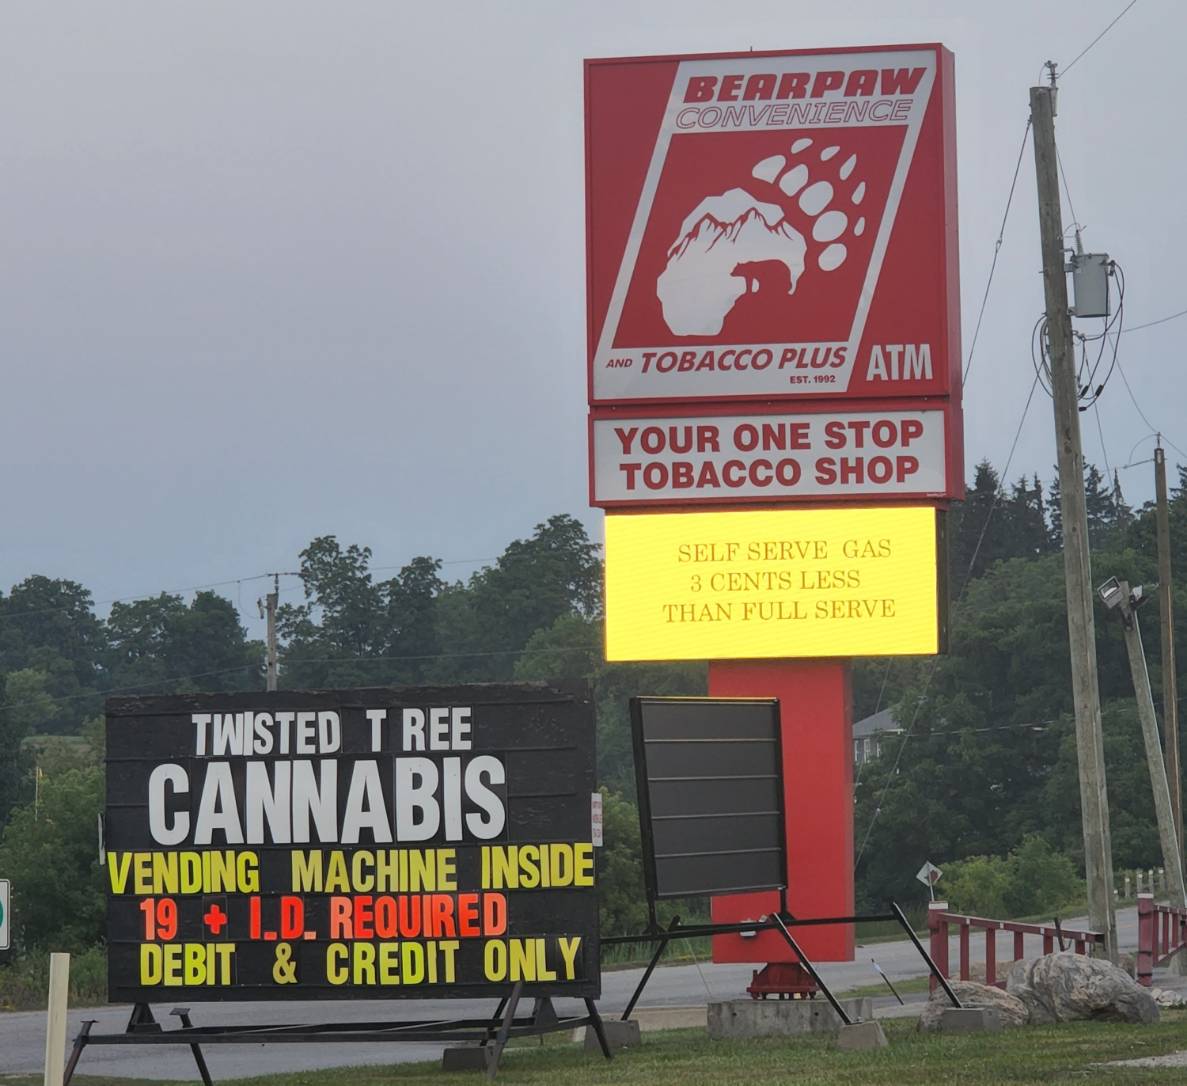 BEARPAW
CONVENIENCE
AND TOBACCO PLUS
EST. 1992
ATM
YOUR ONE STOP
TOBACCO SHOP
SELF SERVE GAS
3 CENTS LESS
THAN FULL SERVE
TWISTED T REE
CANNABIS
VENDING MACHINE INSIDE
19 + I.D. REQUIRED
DEBIT & CREDIT ONLY